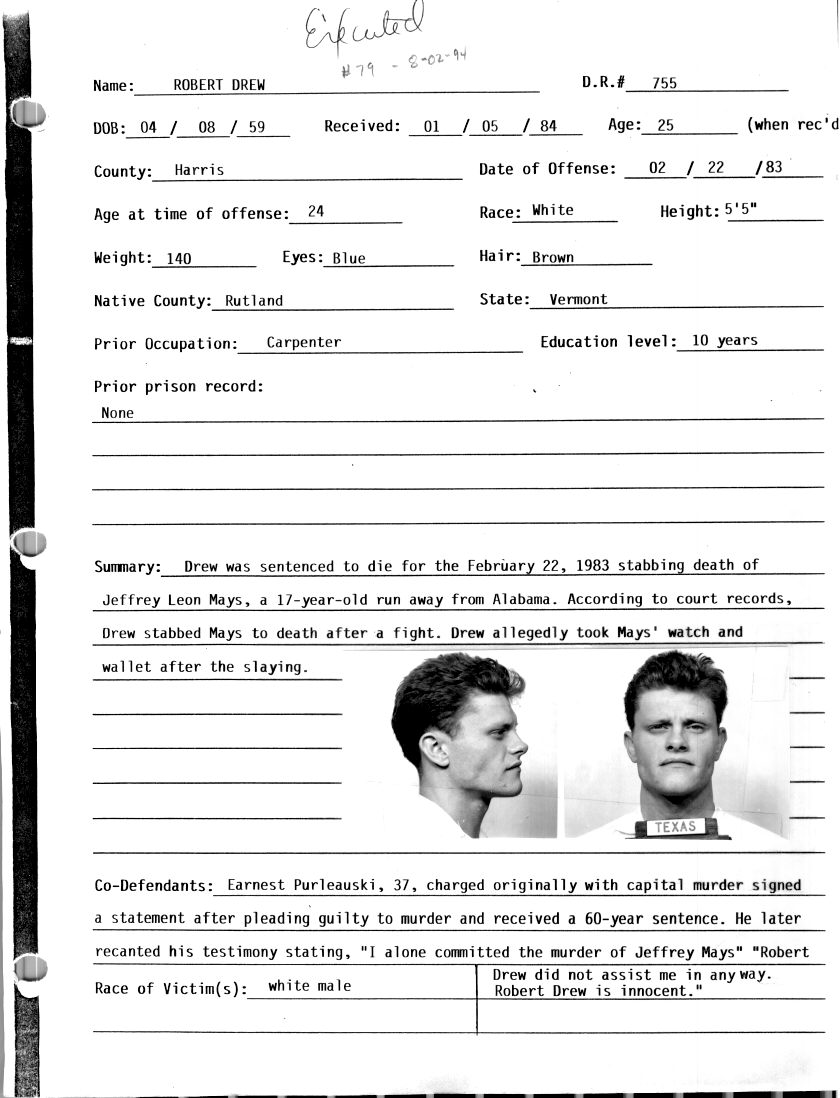 Executed
#79 - 8-02-94
Name: ROBERT DREW D.R.# 755
DOB: 04 / 08 / 59 Received: 01 / 05 / 84 Age: 25 (when rec'd
County: Harris Date of Offense: 02 / 22 /83
Age at time of offense: 24 Race: White Height: 5'5"
Weight: 140 Eyes: Blue Hair: Brown
Native County: Rutland State: Vermont
Prior Occupation: Carpenter Education level: 10 years
Prior prison record:
None
Summary: Drew was sentenced to die for the February 22, 1983 stabbing death of
Jeffrey Leon Mays, a 17-year-old run away from Alabama. According to court records,
Drew stabbed Mays to death after a fight. Drew allegedly took Mays' watch and
wallet after the slaying.
TEXAS
Co-Defendants: Earnest Purleauski, 37, charged originally with capital murder signed
a statement after pleading guilty to murder and received a 60-year sentence. He later
recanted his testimony stating, "I alone committed the murder of Jeffrey Mays" "Robert
Drew did not assist me in any way.
Robert Drew is innocent."
Race of Victim(s): white male